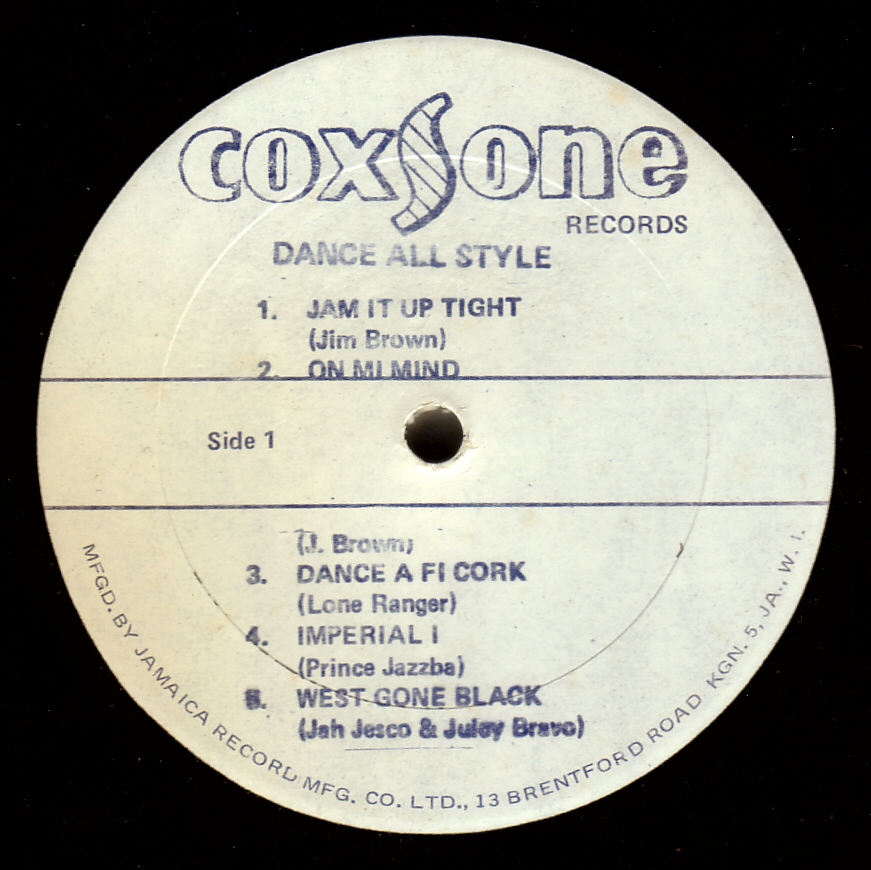 coxsone
RECORDS
DANCE ALL STYLE
1. JAM IT UP TIGHT
(Jim Brown)
2. ON MI MIND
Side 1
(J. Brown)
3. DANCE A FI CORK
(Lone Ranger)
4. IMPERIAL I
(Prince Jazzba)
5. WEST GONE BLACK
(Jah Jesco & Juley Bravo)
MFGD. BY JAMAICA RECORD MFG. CO. LTD., 13 BRENTFORD ROAD KGN. 5, JA., W. I.